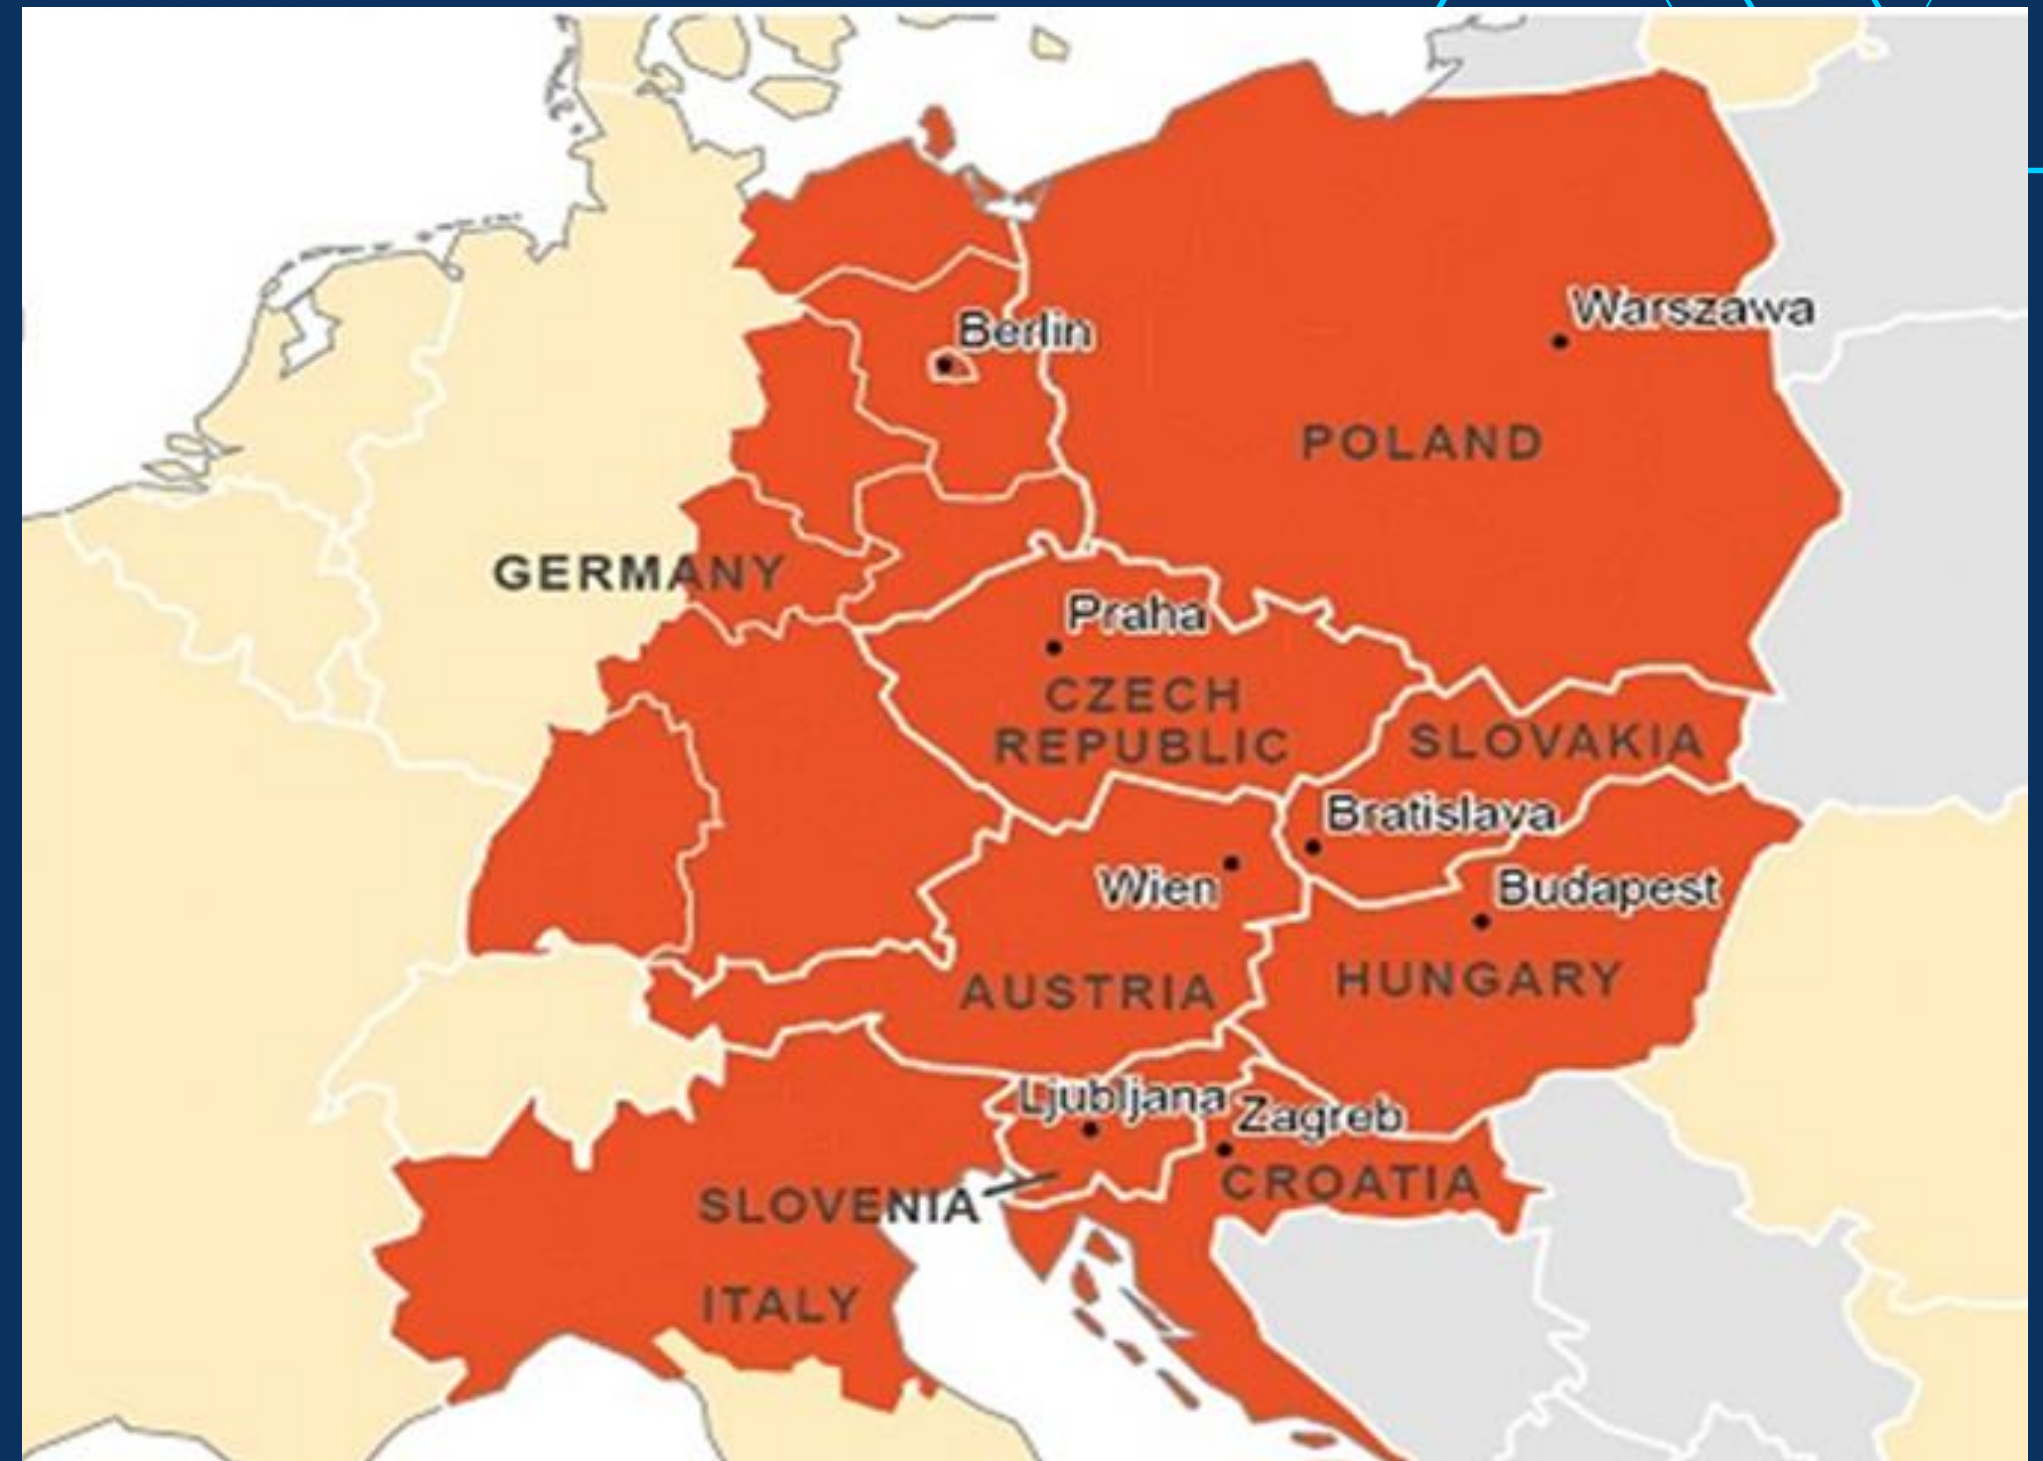 Warszawa
Berlin
POLAND
GERMANY
Praha
CZECH
REPUBLIC
SLOVAKIA
Bratislava
Wien
Budapest
AUSTRIA
HUNGARY
Ljubljana
Zagreb
CROATIA
SLOVENIA
ITALY